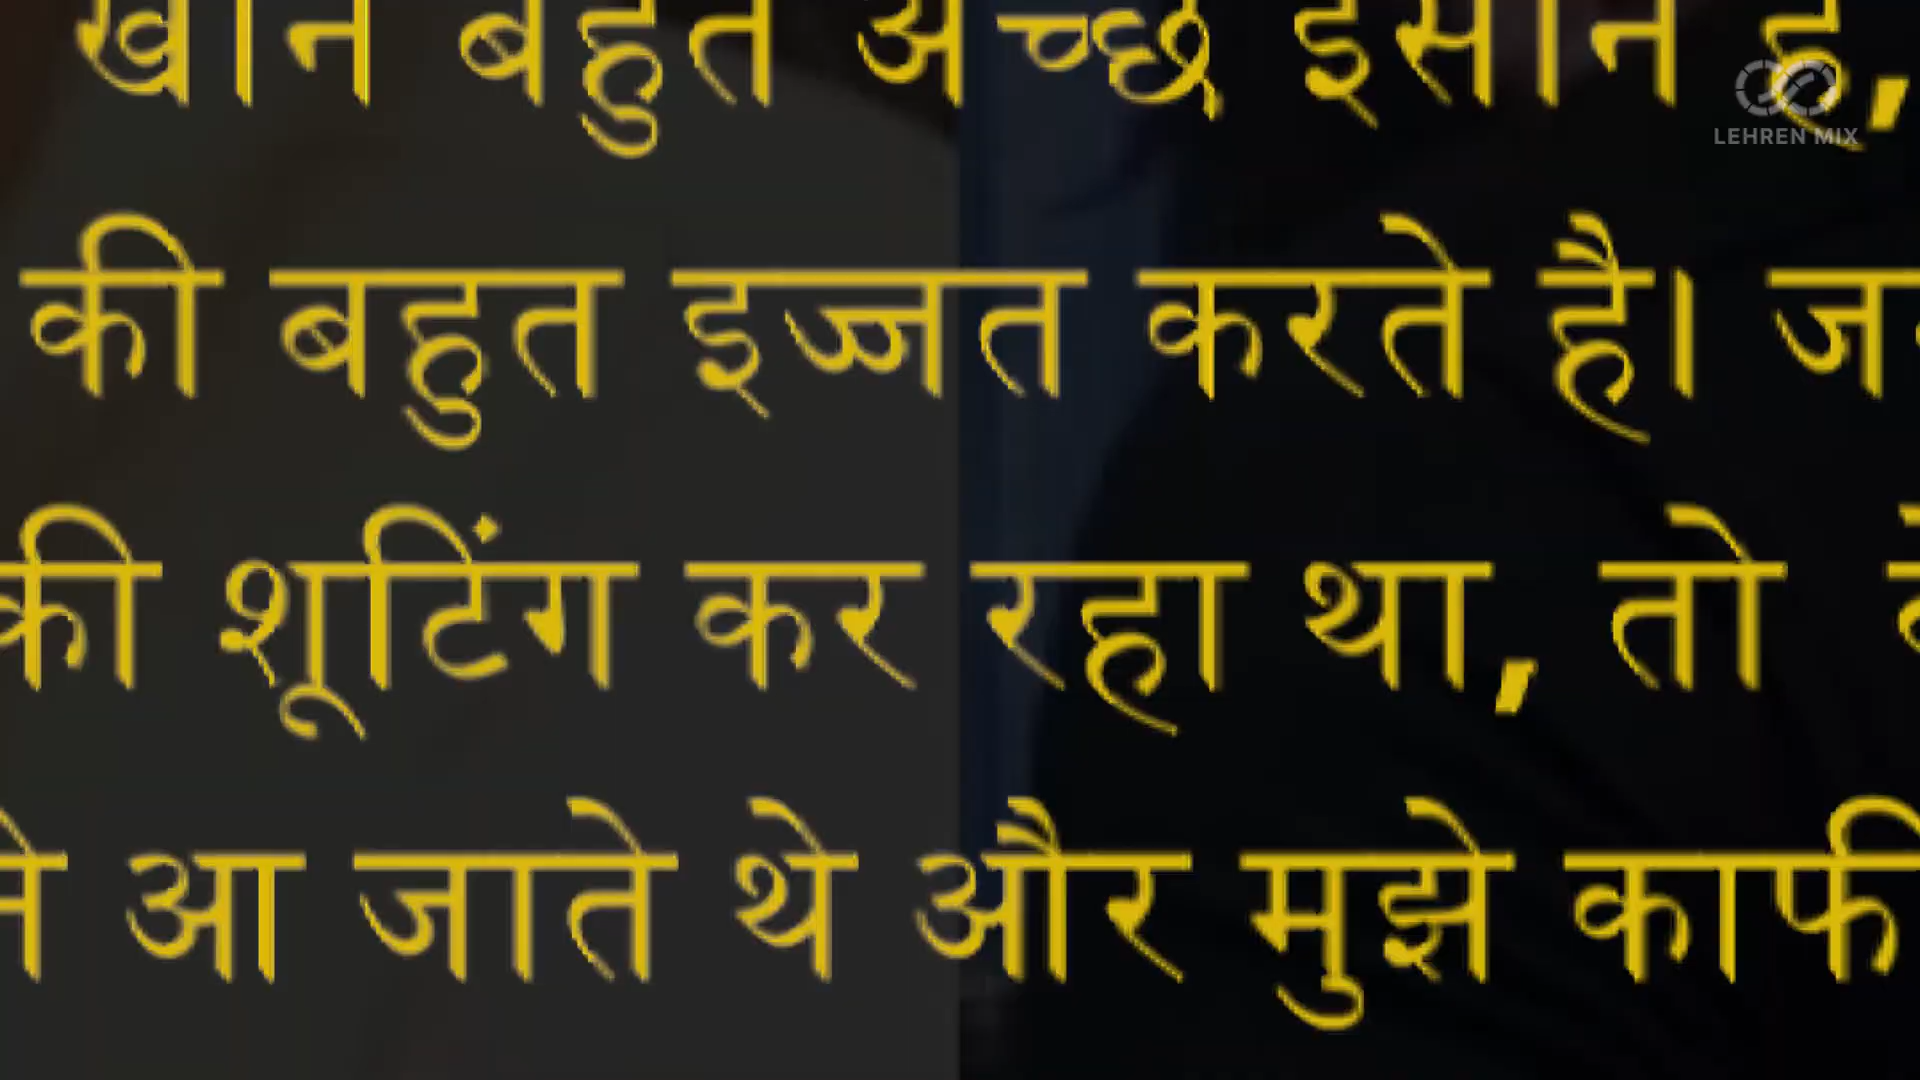 खान बहुत अच्छे इंसान है,
LEHREN MIX
की बहुत इज्जत करते है।
की शूटिंग कर रहा था, तो
आ जाते थे और मुझे